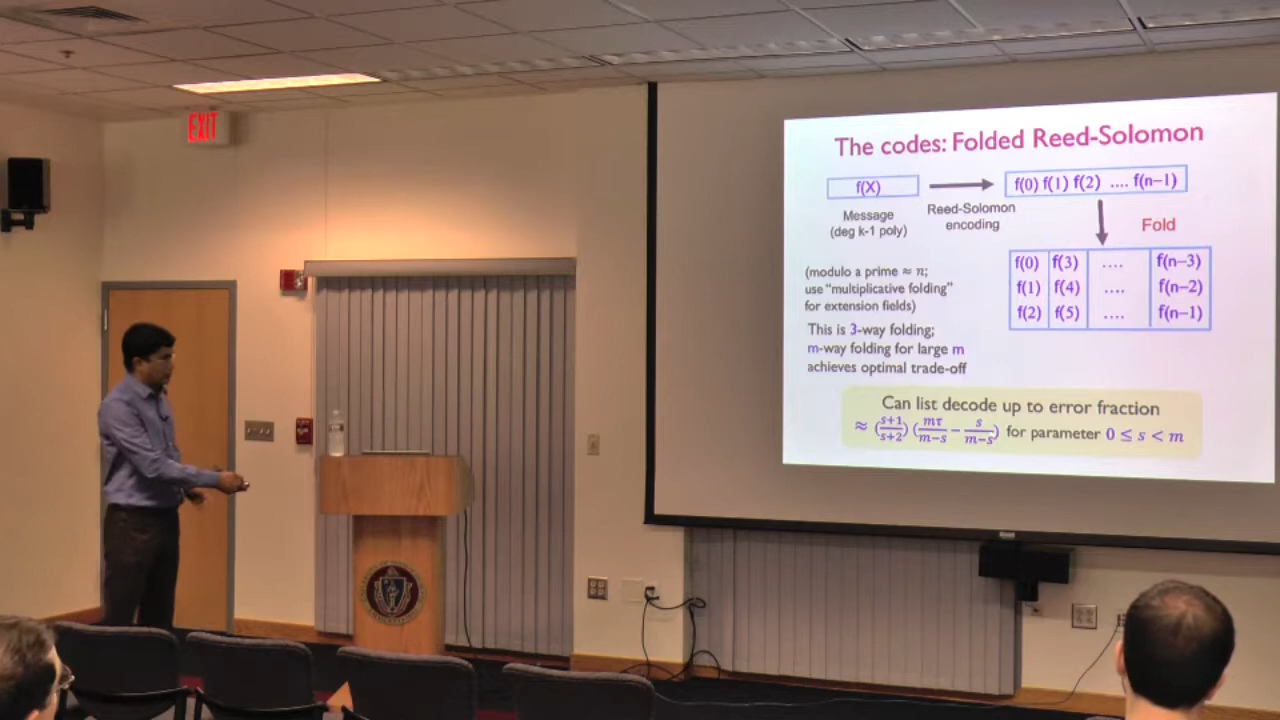 EXIT
The codes: Folded Reed-Solomon
f(X)
f(0) f(1) f(2) .... f(n−1)
Message
(deg k-1 poly)
Reed-Solomon
encoding
Fold
f(0) f(3) .... f(n−3)
f(1) f(4) .... f(n−2)
f(2) f(5) .... f(n−1)
(modulo a prime ≈ n;
use “multiplicative folding”
for extension fields)
This is 3-way folding;
m-way folding for large m
achieves optimal trade-off
Can list decode up to error fraction
≈ (s+1/s+2) (mτ/m−s − s/m−s) for parameter 0 ≤ s < m